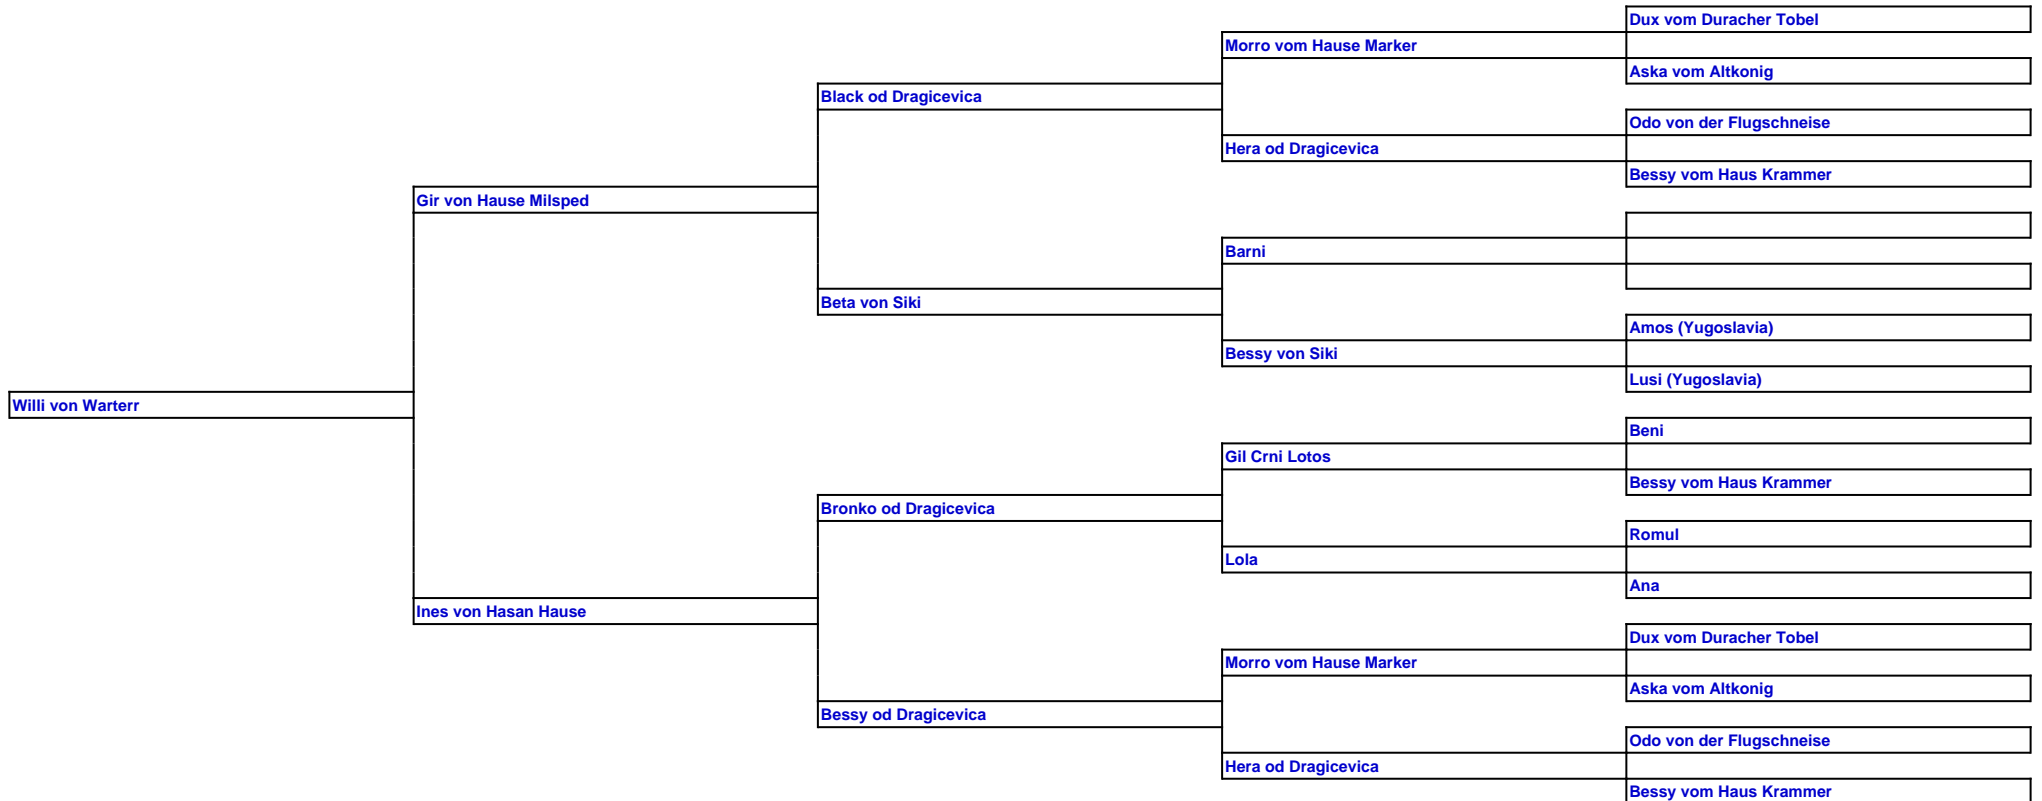 Dux vom Duracher Tobel
Morro vom Hause Marker
Aska vom Altkonig
Black od Dragicevica
Odo von der Flugschneise
Hera od Dragicevica
Bessy vom Haus Krammer
Gir von Hause Milsped
Barni
Beta von Siki
Amos (Yugoslavia)
Bessy von Siki
Lusi (Yugoslavia)
Willi von Warterr
Beni
Gil Crni Lotos
Bessy vom Haus Krammer
Bronko od Dragicevica
Romul
Lola
Ana
Ines von Hasan Hause
Dux vom Duracher Tobel
Morro vom Hause Marker
Aska vom Altkonig
Bessy od Dragicevica
Odo von der Flugschneise
Hera od Dragicevica
Bessy vom Haus Krammer